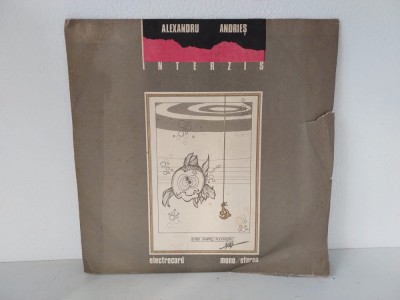 ALEXANDRU ANDRIEȘ
INTERZIS
electrecord mono/stereo